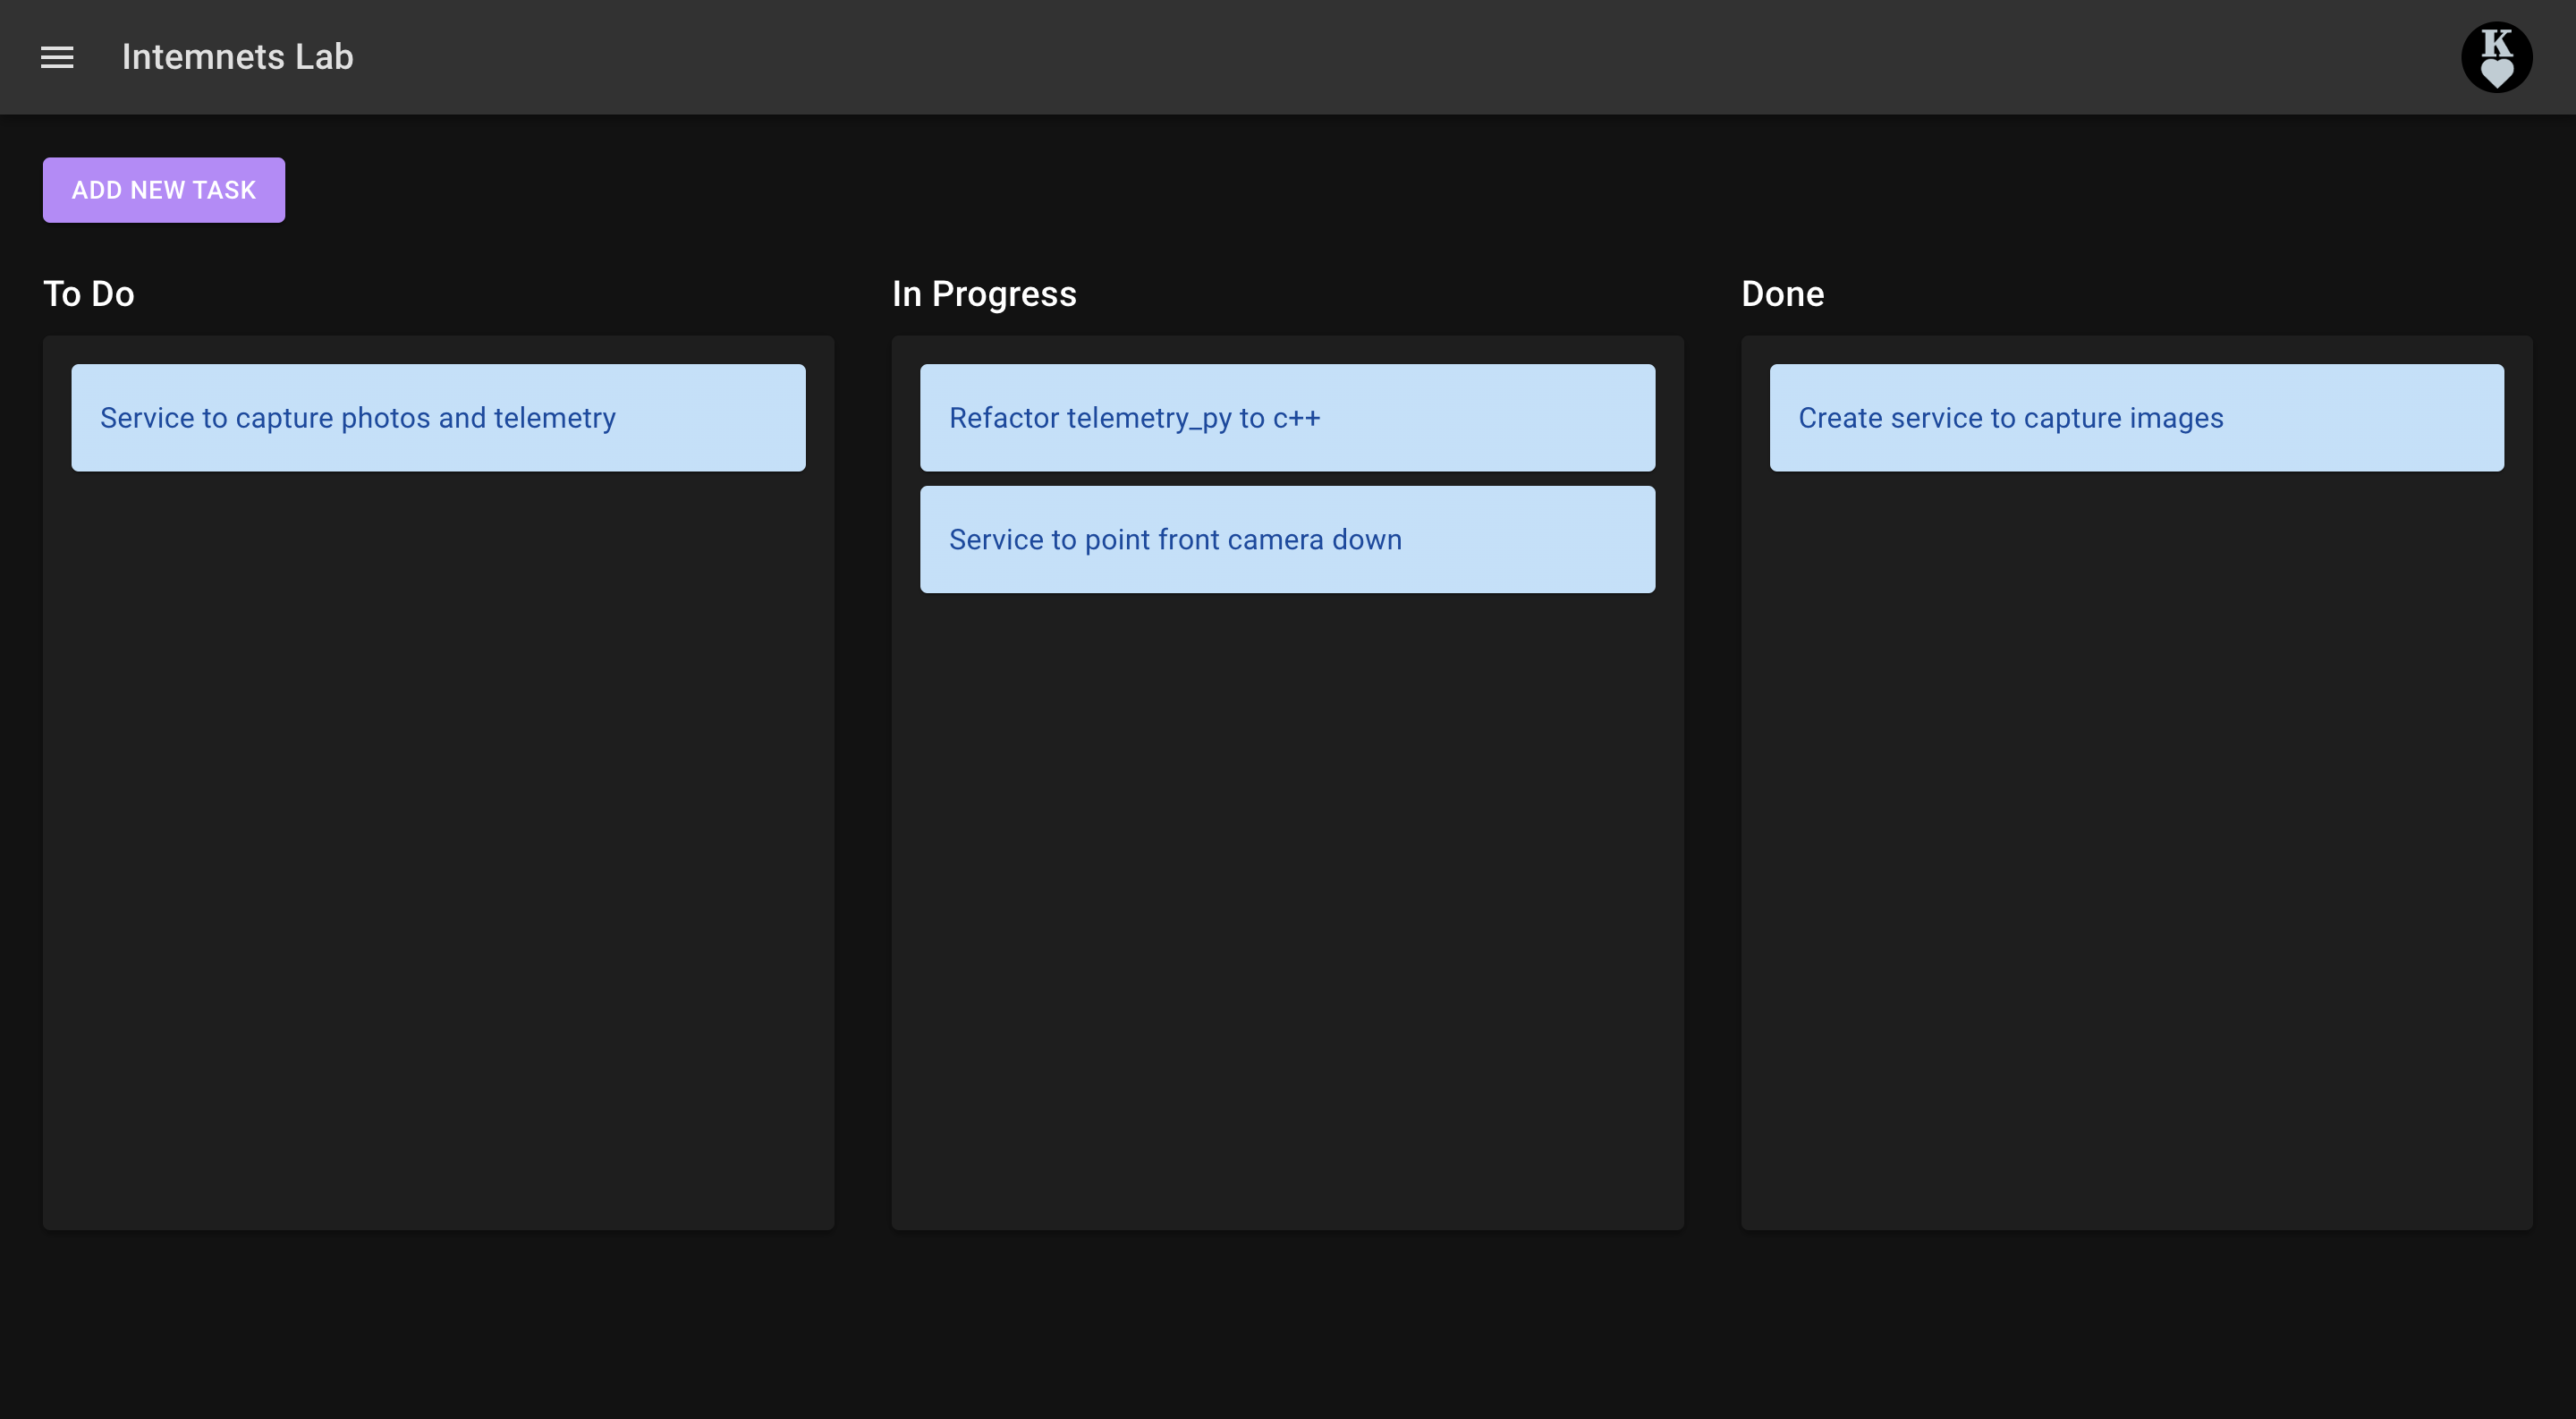 Intemnets Lab
K
ADD NEW TASK
To Do
In Progress
Done
Service to capture photos and telemetry
Refactor telemetry_py to c++
Service to point front camera down
Create service to capture images